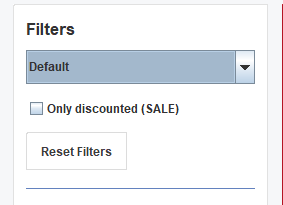 Filters
Default
Only discounted (SALE)
Reset Filters